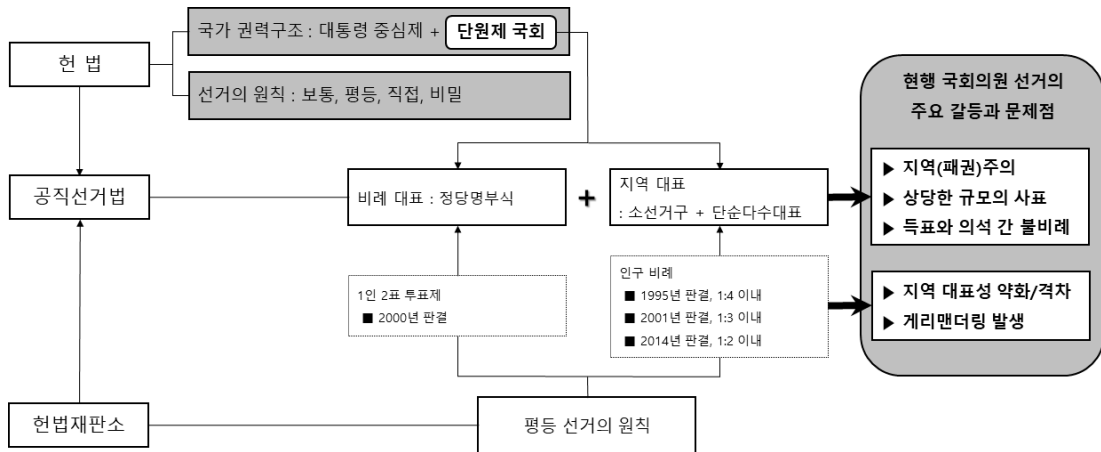 국가 권력구조 : 대통령 중심제 + 단원제 국회
헌 법
선거의 원칙 : 보통, 평등, 직접, 비밀
공직선거법
비례 대표 : 정당명부식
+
지역 대표
: 소선거구 + 단순다수대표
1인 2표 투표제
■ 2000년 판결
인구 비례
■ 1995년 판결, 1:4 이내
■ 2001년 판결, 1:3 이내
■ 2014년 판결, 1:2 이내
헌법재판소
평등 선거의 원칙
현행 국회의원 선거의
주요 갈등과 문제점
▶ 지역(패권)주의
▶ 상당한 규모의 사표
▶ 득표와 의석 간 불비례
▶ 지역 대표성 약화/격차
▶ 게리맨더링 발생